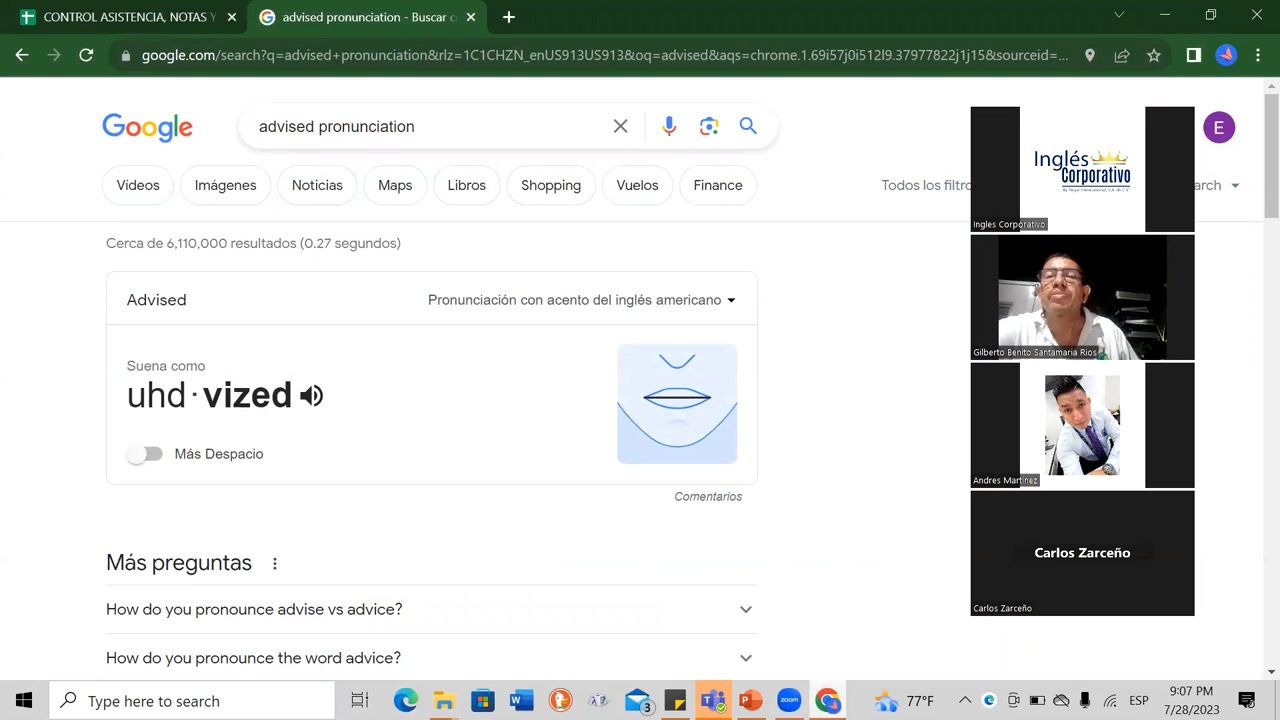 CONTROL ASISTENCIA, NOTAS Y
advised pronunciation - Buscar c
google.com/search?q=advised+pronunciation&rlz=1C1CHZN_enUS913US913&oq=advised&aqs=chrome.1.69i57j0i512l9.37977822j1j15&sourceid=...
Google
advised pronunciation
E
Vídeos
Imágenes
Noticias
Maps
Libros
Shopping
Vuelos
Finance
Todos los filtro
arch
Cerca de 6,110,000 resultados (0.27 segundos)
Advised
Pronunciación con acento del inglés americano
Suena como
uhd · vized
Más Despacio
Comentarios
Más preguntas
How do you pronounce advise vs advice?
How do you pronounce the word advice?
Inglés
Corporativo
Ingles Corporativo
Gilberto Benito Santamaria Rios
Andres Martinez
Carlos Zarceño
Carlos Zarceño
Type here to search
3
zoom
77°F
ESP
9:07 PM
7/28/2023